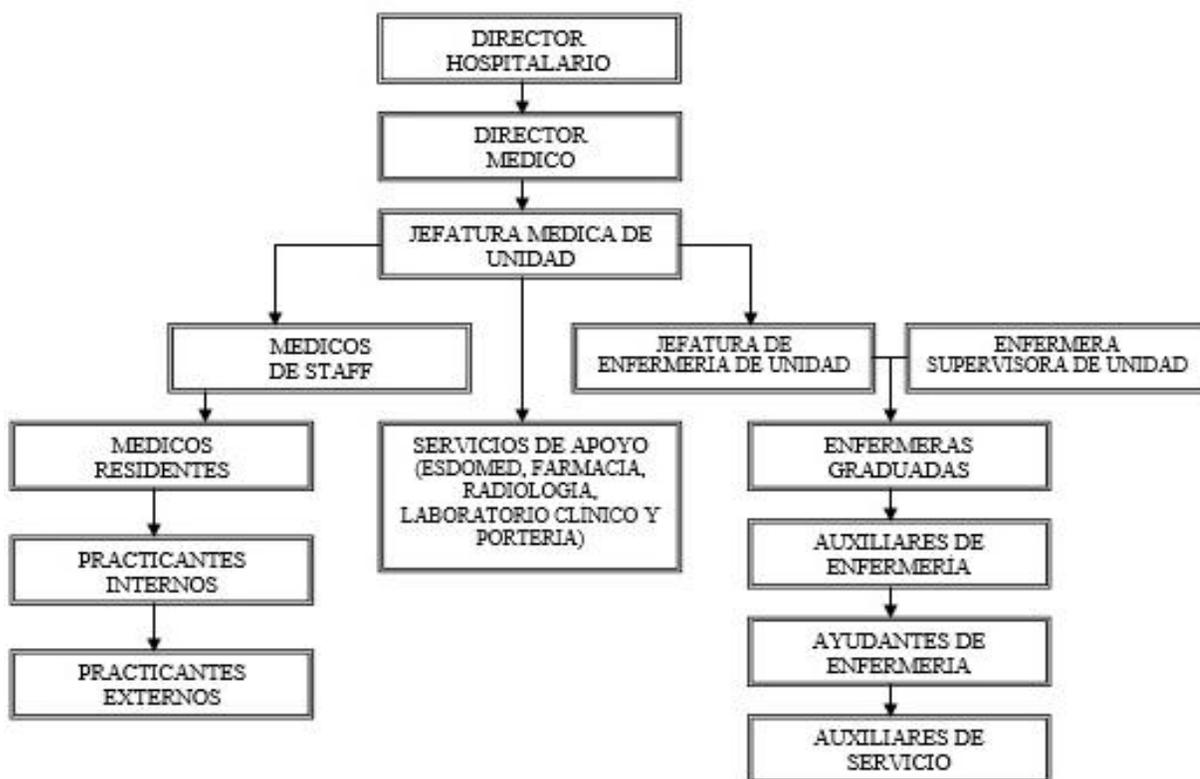 DIRECTOR
HOSPITALARIO
DIRECTOR
MEDICO
JEFATURA MEDICA DE
UNIDAD
MEDICOS
DE STAFF
JEFATURA DE
ENFERMERIA DE UNIDAD
ENFERMERA
SUPERVISORA DE UNIDAD
MEDICOS
RESIDENTES
SERVICIOS DE APOYO
(ESDOMED, FARMACIA,
RADIOLOGIA,
LABORATORIO CLINICO Y
PORTERIA)
ENFERMERAS
GRADUADAS
PRACTICANTES
INTERNOS
AUXILIARES DE
ENFERMERÍA
PRACTICANTES
EXTERNOS
AYUDANTES DE
ENFERMERIA
AUXILIARES DE
SERVICIO